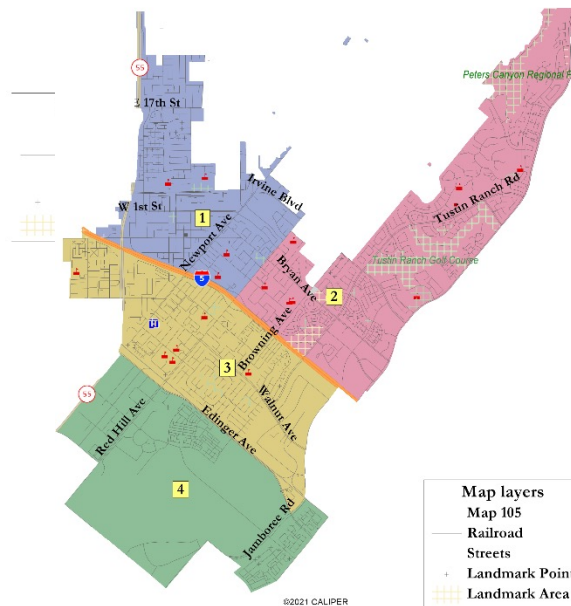 55
Peters Canyon Regional P
E 17th St
Irvine Blvd
Tustin Ranch Rd
W 1st St
1
Newport Ave
Tustin Ranch Golf Course
5
Bryan Ave
2
Browning Ave
3
Walnut Ave
55
Red Hill Ave
Edinger Ave
4
Jamboree Rd
Map layers
Map 105
Railroad
Streets
Landmark Point
Landmark Area
©2021 CALIPER